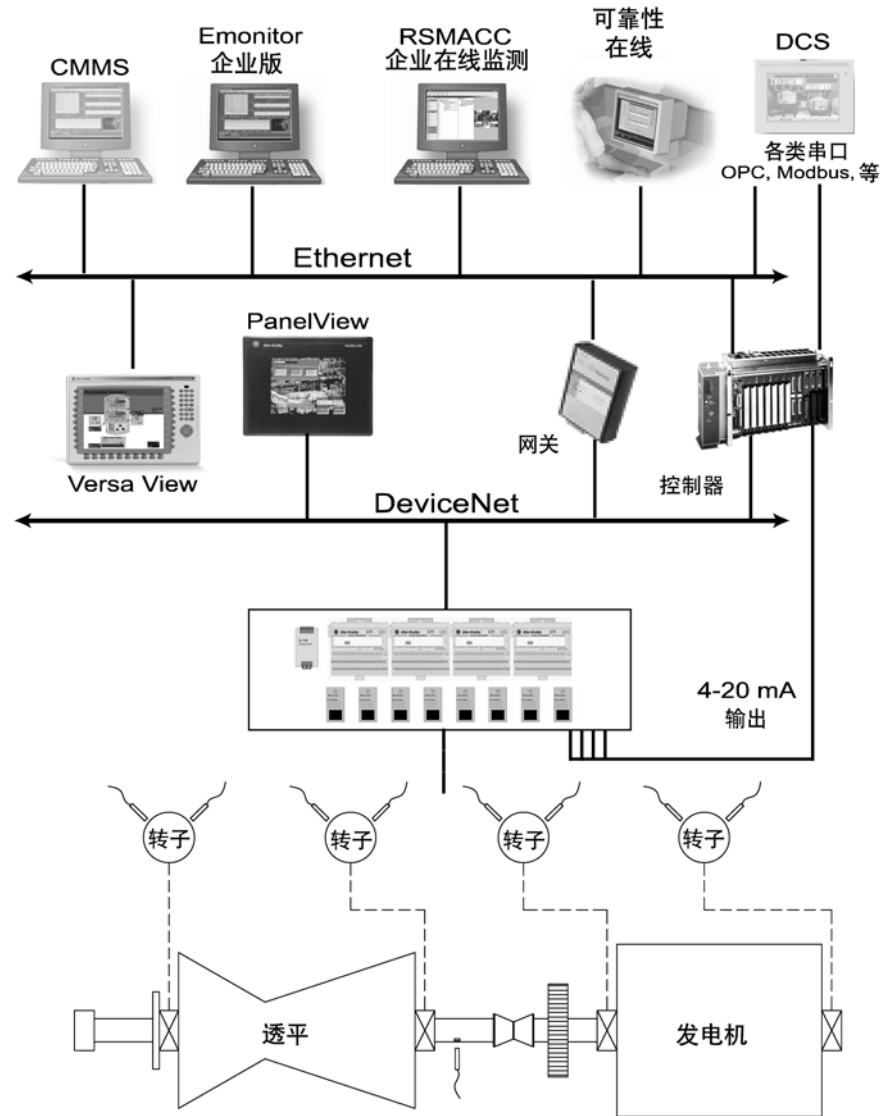 CMMS
Emonitor
企业版
RSMACC
企业在线监测
可靠性
在线
DCS
各类串口
OPC, Modbus, 等
Ethernet
PanelView
Versa View
网关
控制器
DeviceNet
4-20 mA
输出
转子
转子
转子
转子
透平
发电机